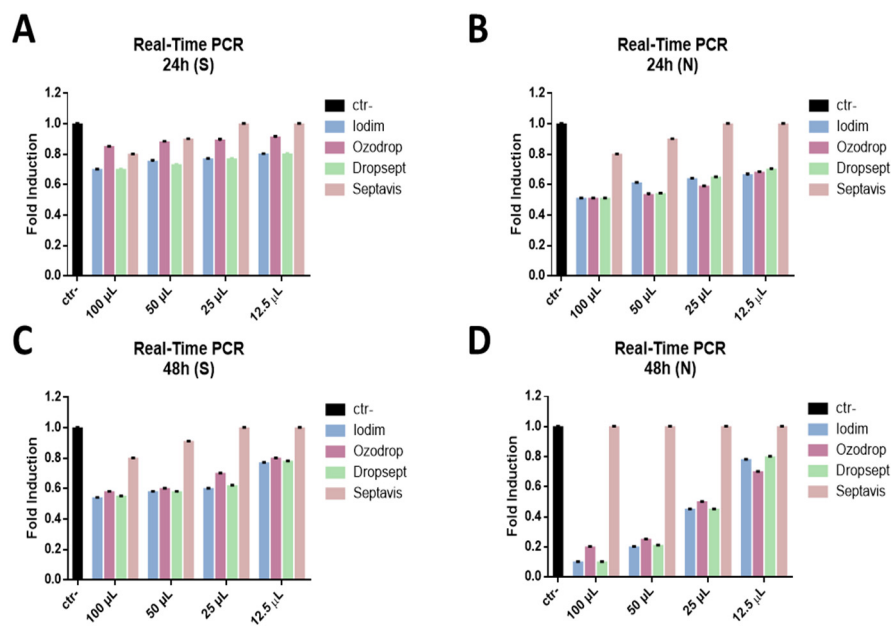 A
Real-Time PCR
24h (S)
Fold Induction
1.2
1.0
0.8
0.6
0.4
0.2
0.0
ctr-
100 µL
50 µL
25 µL
12.5 µL
ctr-
Iodim
Ozodrop
Dropsept
Septavis
B
Real-Time PCR
24h (N)
Fold Induction
1.2
1.0
0.8
0.6
0.4
0.2
0.0
ctr-
100 µL
50 µL
25 µL
12.5 µL
ctr-
Iodim
Ozodrop
Dropsept
Septavis
C
Real-Time PCR
48h (S)
Fold Induction
1.2
1.0
0.8
0.6
0.4
0.2
0.0
ctr-
100 µL
50 µL
25 µL
12.5 µL
ctr-
Iodim
Ozodrop
Dropsept
Septavis
D
Real-Time PCR
48h (N)
Fold Induction
1.2
1.0
0.8
0.6
0.4
0.2
0.0
ctr-
100 µL
50 µL
25 µL
12.5 µL
ctr-
Iodim
Ozodrop
Dropsept
Septavis